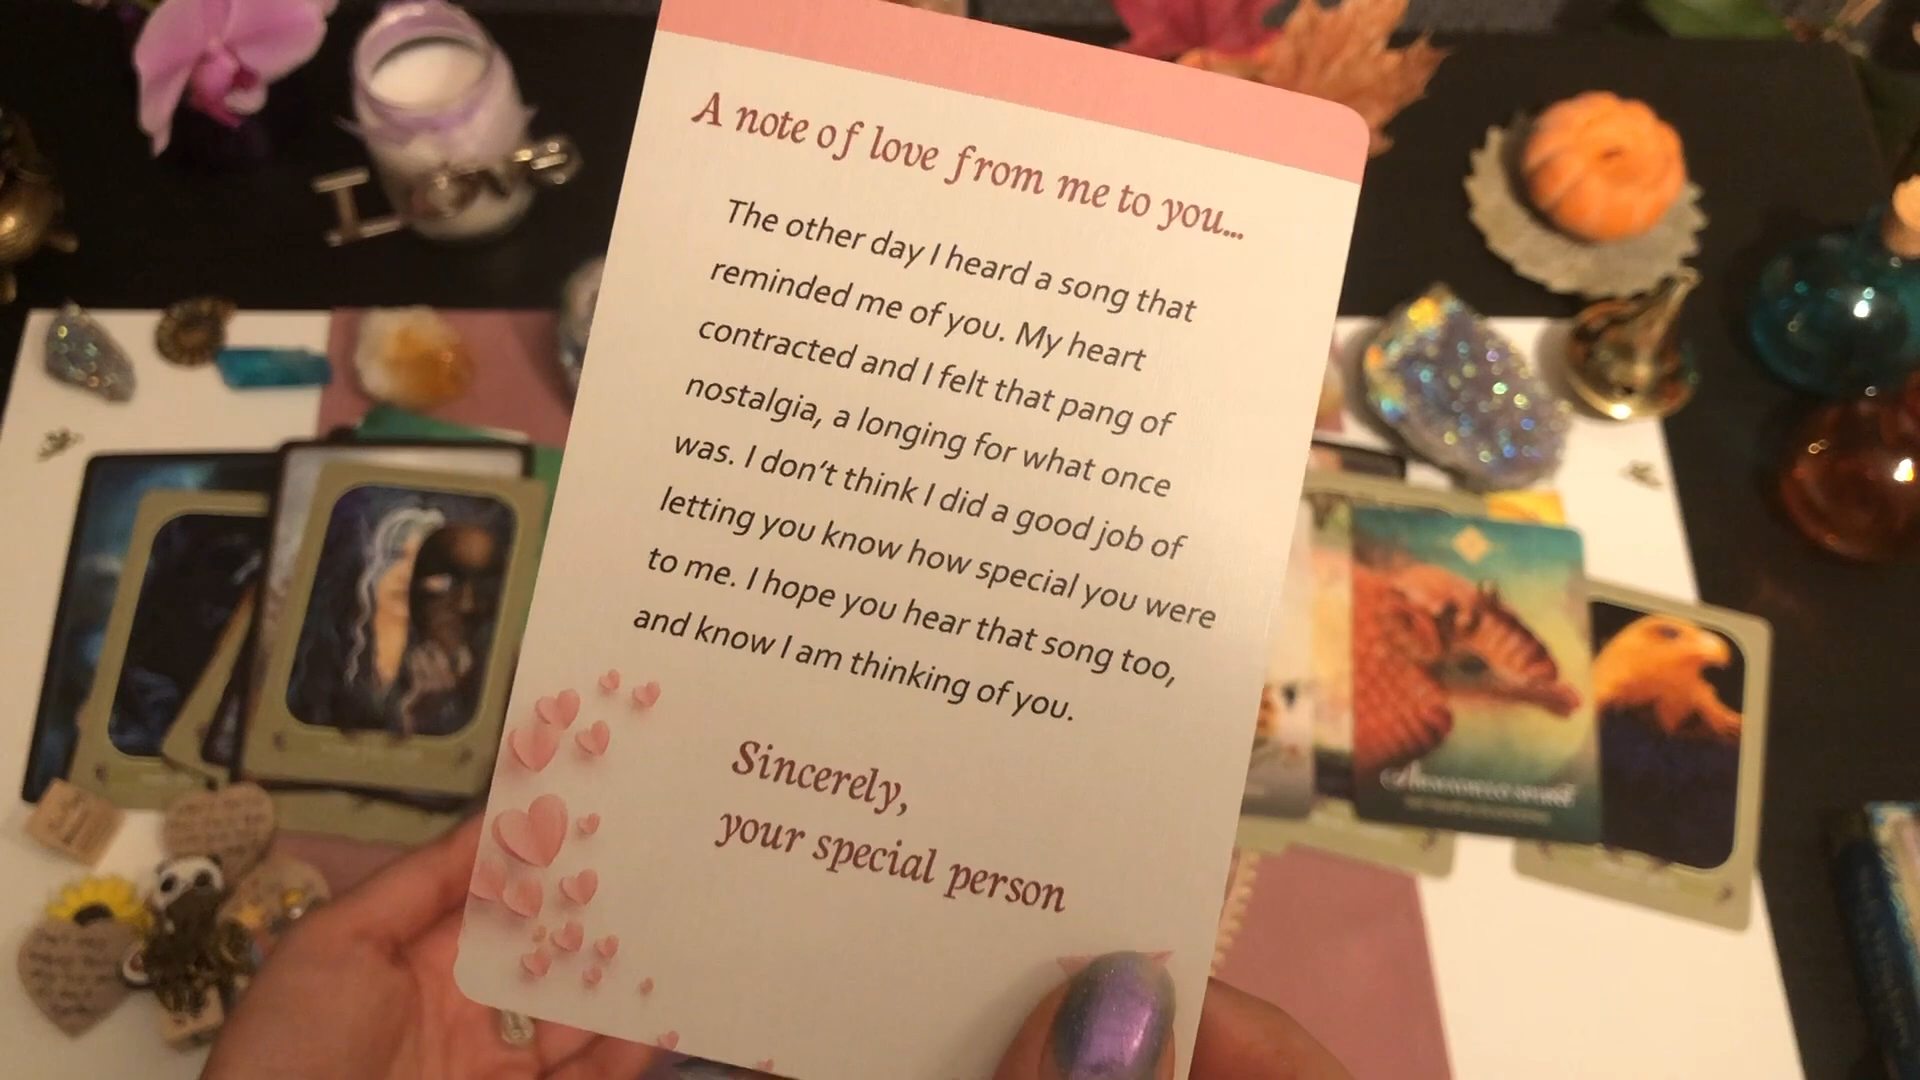 A note of love from me to you...
The other day I heard a song that
reminded me of you. My heart
contracted and I felt that pang of
nostalgia, a longing for what once
was. I don't think I did a good job of
letting you know how special you were
to me. I hope you hear that song too,
and know I am thinking of you.
Sincerely,
your special person